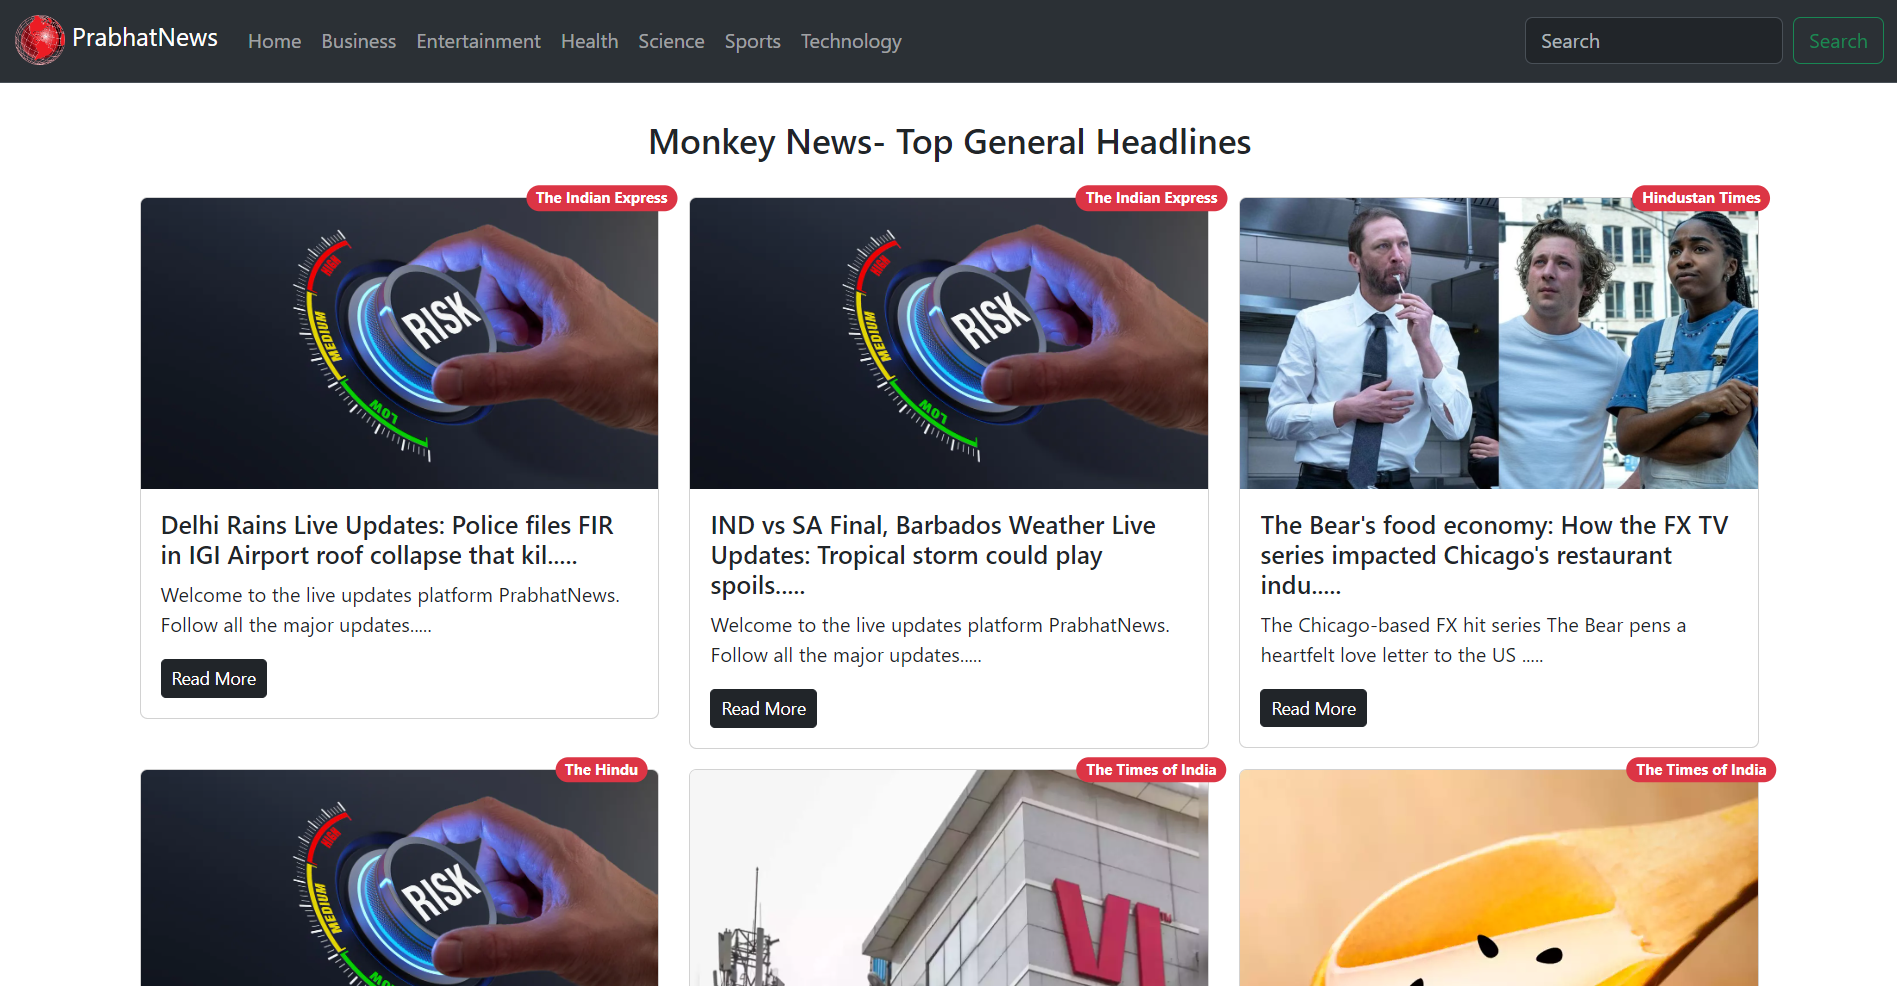 PrabhatNews
Home Business Entertainment Health Science Sports Technology
Search
Search
Monkey News- Top General Headlines
The Indian Express
HIGH
MEDIUM
LOW
RISK
Delhi Rains Live Updates: Police files FIR
in IGI Airport roof collapse that kil.....
Welcome to the live updates platform PrabhatNews.
Follow all the major updates.....
Read More
The Indian Express
HIGH
MEDIUM
LOW
RISK
IND vs SA Final, Barbados Weather Live
Updates: Tropical storm could play
spoils.....
Welcome to the live updates platform PrabhatNews.
Follow all the major updates.....
Read More
Hindustan Times
The Bear's food economy: How the FX TV
series impacted Chicago's restaurant
indu.....
The Chicago-based FX hit series The Bear pens a
heartfelt love letter to the US .....
Read More
The Hindu
HIGH
MEDIUM
LOW
RISK
The Times of India
VI™
The Times of India